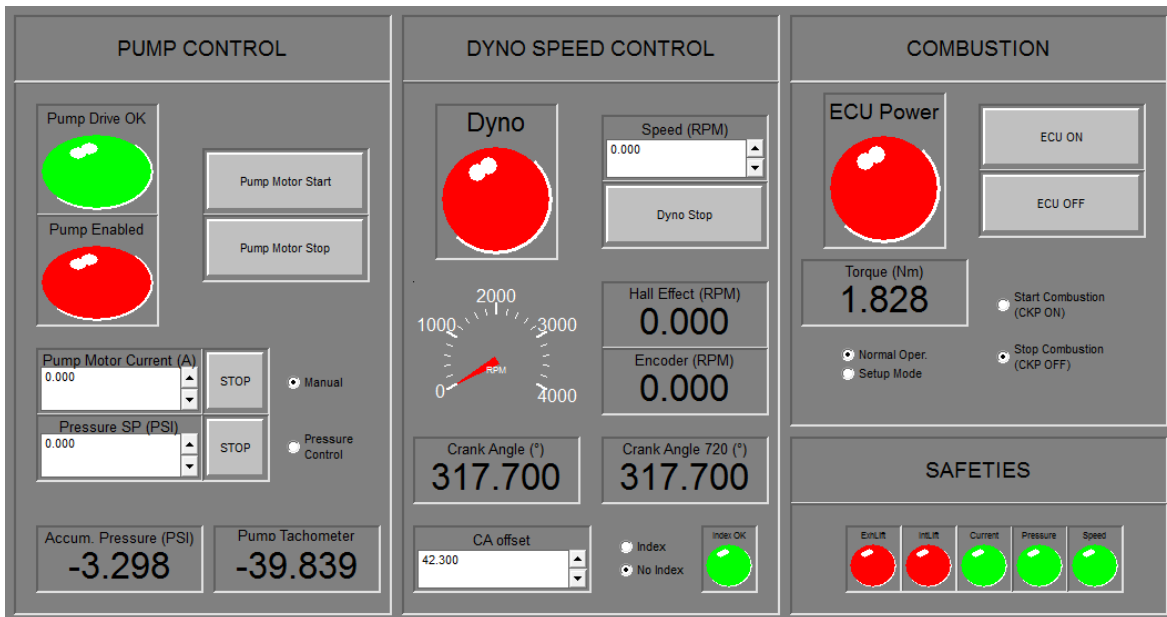 PUMP CONTROL
Pump Drive OK
Pump Enabled
Pump Motor Start
Pump Motor Stop
Pump Motor Current (A)
0.000
STOP
Manual
Pressure SP (PSI)
0.000
STOP
Pressure
Control
Accum. Pressure (PSI)
-3.298
Pump Tachometer
-39.839
DYNO SPEED CONTROL
Dyno
Speed (RPM)
0.000
Dyno Stop
0
1000
2000
3000
4000
RPM
Hall Effect (RPM)
0.000
Encoder (RPM)
0.000
Crank Angle (°)
317.700
Crank Angle 720 (°)
317.700
CA offset
42.300
Index
No Index
Index OK
COMBUSTION
ECU Power
ECU ON
ECU OFF
Torque (Nm)
1.828
Start Combustion
(CKP ON)
Normal Oper.
Setup Mode
Stop Combustion
(CKP OFF)
SAFETIES
ExhLift
IntLift
Current
Pressure
Speed